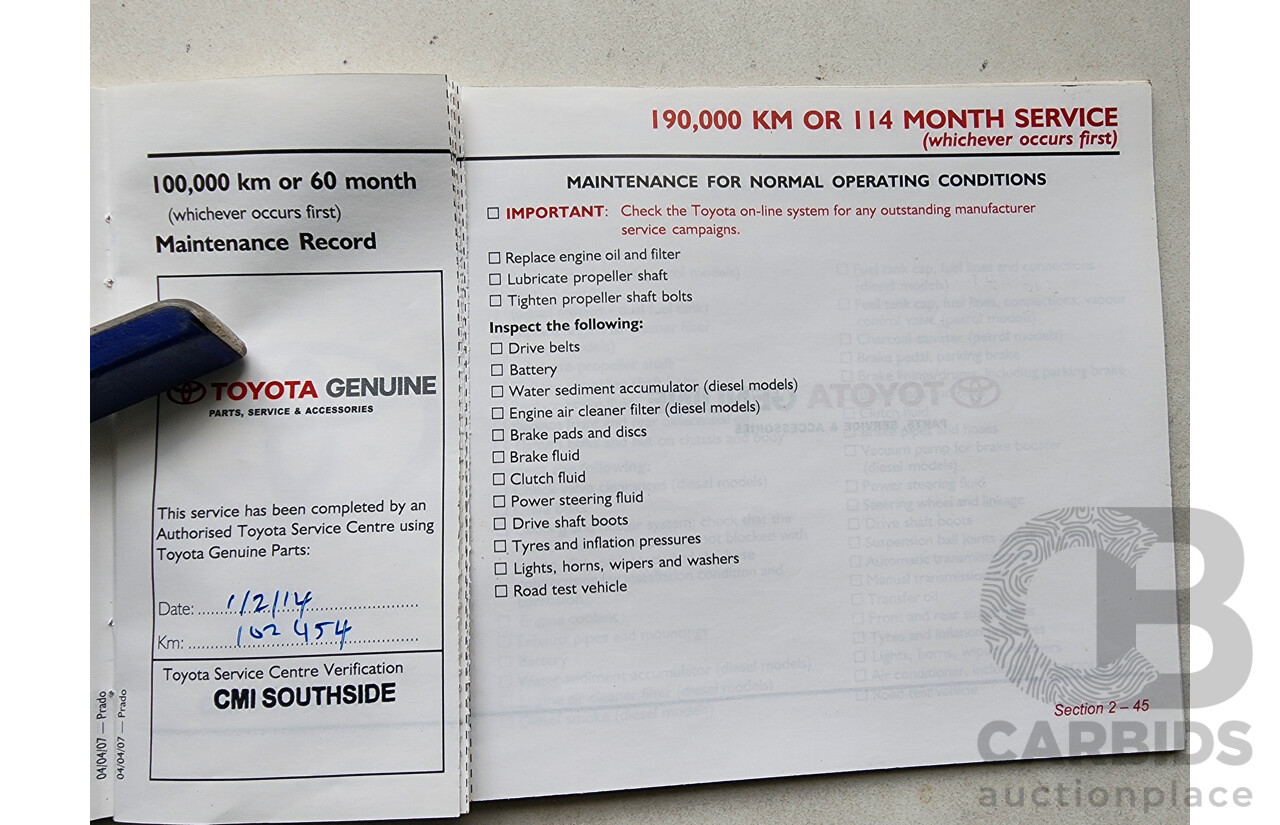 100,000 km or 60 month
(whichever occurs first)
Maintenance Record
TOYOTA GENUINE
PARTS, SERVICE & ACCESSORIES
This service has been completed by an
Authorised Toyota Service Centre using
Toyota Genuine Parts:
Date: 1/2/14
Km: 102 454
Toyota Service Centre Verification
CMI SOUTHSIDE
04/04/07 — Prado
04/04/07 — Prado
190,000 KM OR 114 MONTH SERVICE
(whichever occurs first)
MAINTENANCE FOR NORMAL OPERATING CONDITIONS
IMPORTANT: Check the Toyota on-line system for any outstanding manufacturer
service campaigns.
Replace engine oil and filter
Lubricate propeller shaft
Tighten propeller shaft bolts
Inspect the following:
Drive belts
Battery
Water sediment accumulator (diesel models)
Engine air cleaner filter (diesel models)
Brake pads and discs
Brake fluid
Clutch fluid
Power steering fluid
Drive shaft boots
Tyres and inflation pressures
Lights, horns, wipers and washers
Road test vehicle
Section 2 – 45
CB
CARBIDS
auctionplace